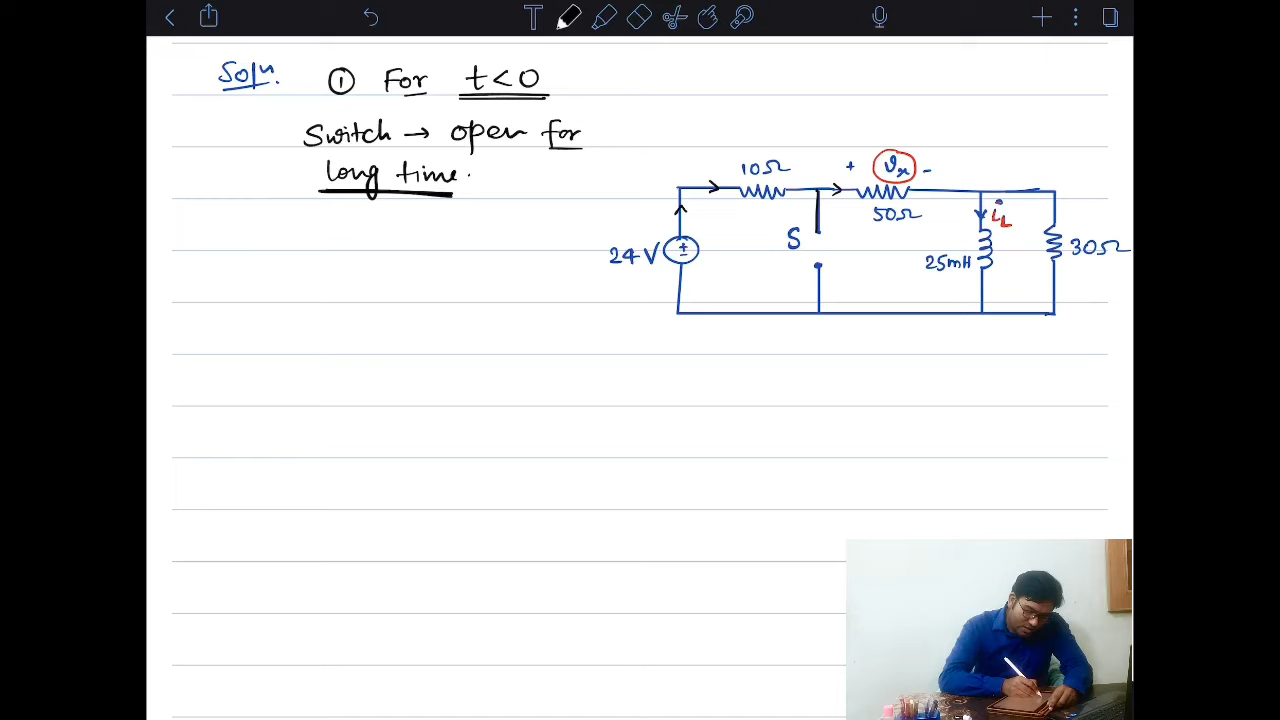 Soln. ① For t<0
Switch → open for
long time.
10Ω
+ vx -
50Ω
S
iL
24V
+
-
25mH
30Ω